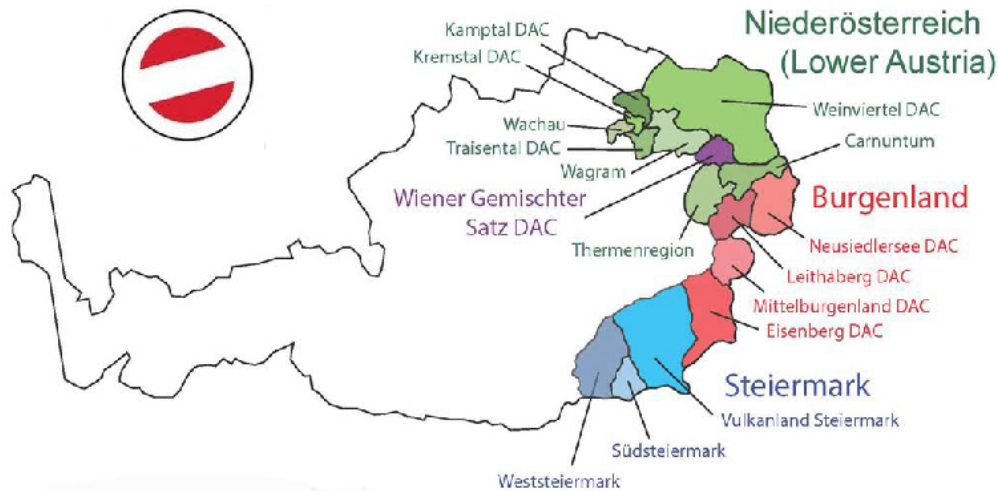 Niederösterreich
(Lower Austria)
Kamptal DAC
Kremstal DAC
Wachau
Traisental DAC
Wagram
Weinviertel DAC
Carnuntum
Wiener Gemischter
Satz DAC
Thermenregion
Burgenland
Neusiedlersee DAC
Leithaberg DAC
Mittelburgenland DAC
Eisenberg DAC
Steiermark
Vulkanland Steiermark
Südsteiermark
Weststeiermark